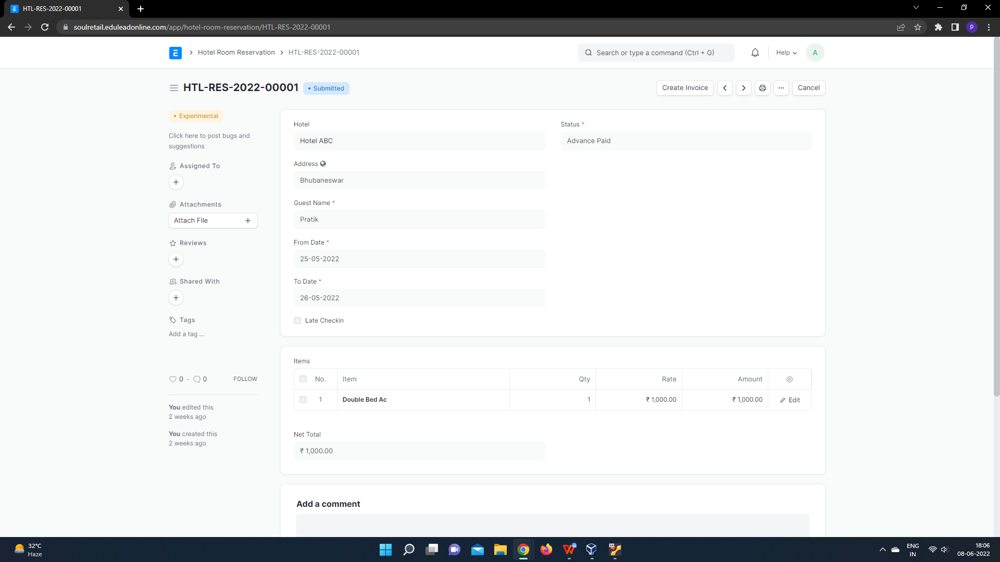 HTL-RES-2022-00001
soulretail.eduleadonline.com/app/hotel-room-reservation/HTL-RES-2022-00001
P
E
Hotel Room Reservation
HTL-RES-2022-00001
Search or type a command (Ctrl + G)
Help
A
HTL-RES-2022-00001
• Submitted
Create Invoice
Cancel
• Experimental
Click here to post bugs and
suggestions
Assigned To
Attachments
Attach File
Reviews
Shared With
Tags
Add a tag ...
0 · 0 FOLLOW
You edited this
2 weeks ago
You created this
2 weeks ago
Hotel
Hotel ABC
Status *
Advance Paid
Address
Bhubaneswar
Guest Name *
Pratik
From Date *
25-05-2022
To Date *
26-05-2022
Late Checkin
Items
No. Item Qty Rate Amount
1 Double Bed Ac 1 ₹ 1,000.00 ₹ 1,000.00 Edit
Net Total
₹ 1,000.00
Add a comment
32°C
Haze
ENG
IN
18:06
08-06-2022